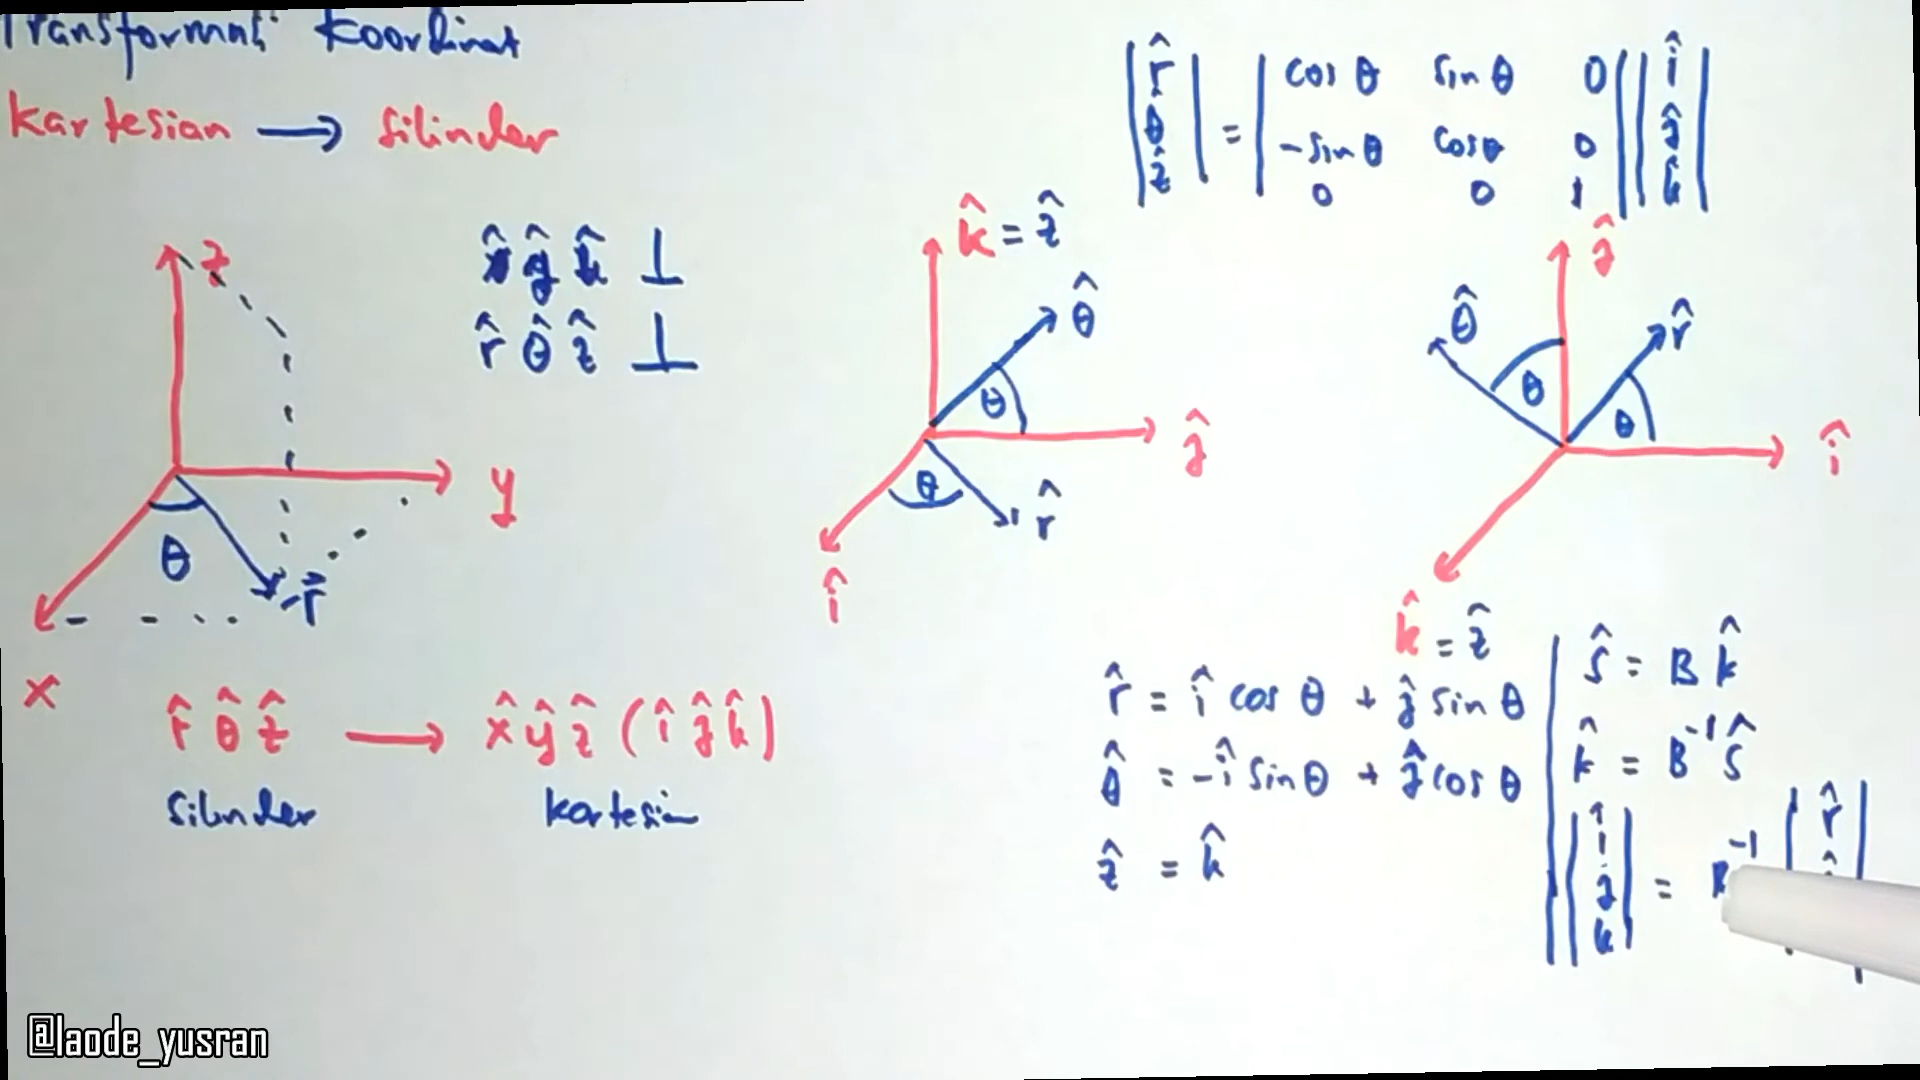 Transformasi Koordinat
Kartesian → Silinder
z
θ
r⃗
y
x
x̂ ŷ k̂ ⊥
r̂ θ̂ ẑ ⊥
r̂ θ̂ ẑ → x̂ ŷ ẑ ( î ĵ k̂ )
Silinder kartesian
k̂ = ẑ
θ̂
θ
ĵ
θ
r̂
î
|r̂ θ̂ ẑ| = |cos θ sin θ 0
-sin θ cos θ 0
0 0 1| |î ĵ k̂|
ĵ
θ̂
r̂
θ
θ
î
k̂ = ẑ
r̂ = î cos θ + ĵ sin θ
θ̂ = -î sin θ + ĵ cos θ
ẑ = k̂
ŝ = B k̂
k̂ = B⁻¹ ŝ
|î ĵ k| = B⁻¹ |r̂
@laode_yusran